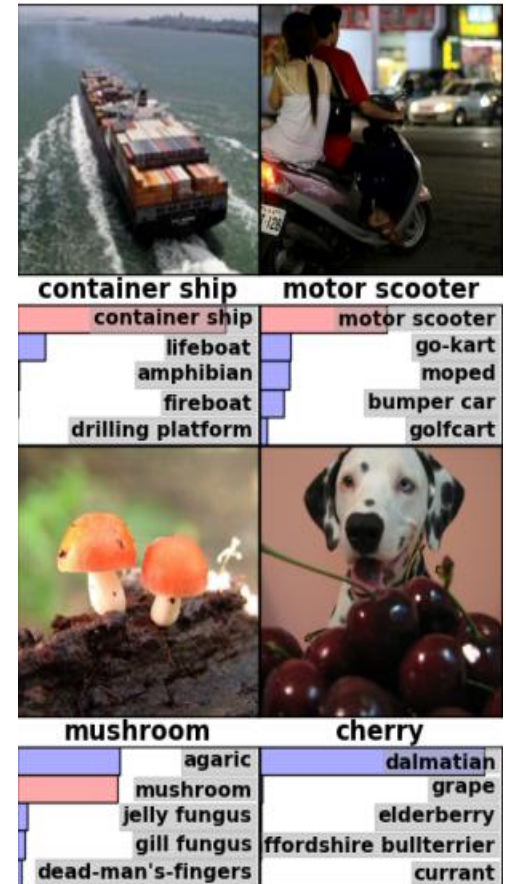 container ship
container ship
lifeboat
amphibian
fireboat
drilling platform
motor scooter
motor scooter
go-kart
moped
bumper car
golfcart
mushroom
agaric
mushroom
jelly fungus
gill fungus
dead-man's-fingers
cherry
dalmatian
grape
elderberry
ffordshire bullterrier
currant